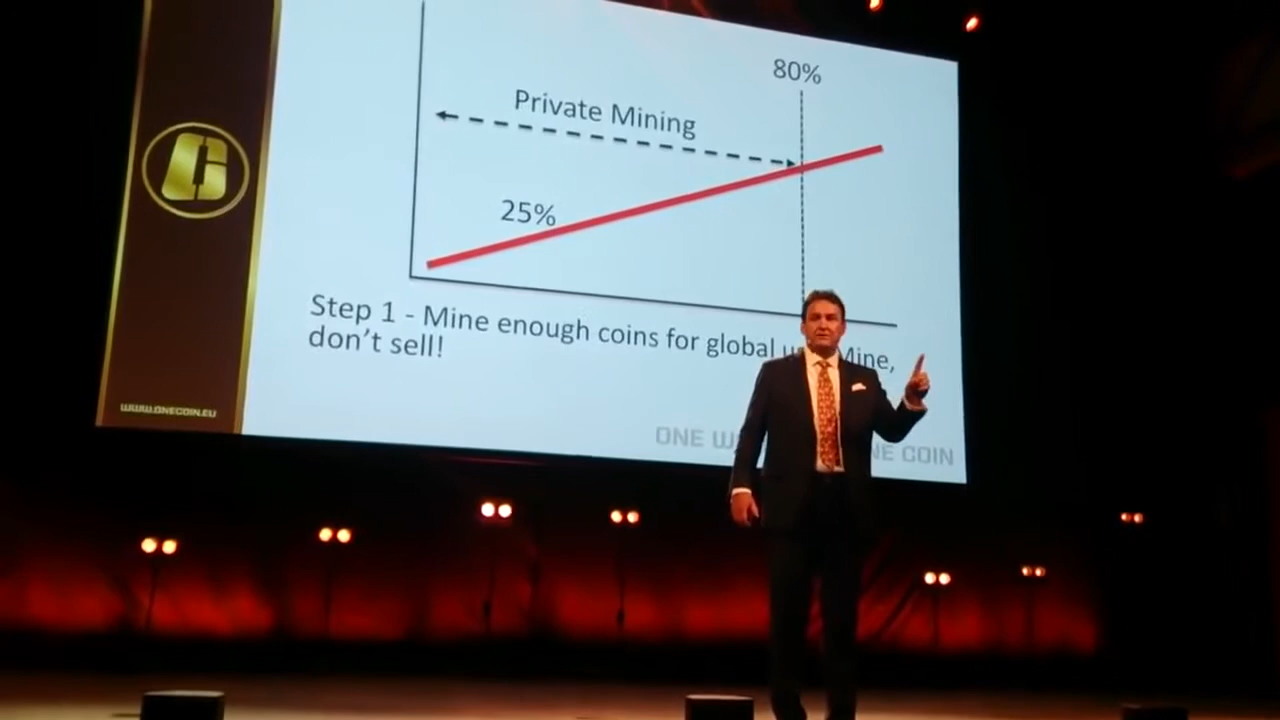 80%
Private Mining
25%
Step 1 - Mine enough coins for global Mine,
don't sell!
WWW.ONECOIN.EU
ONE COIN